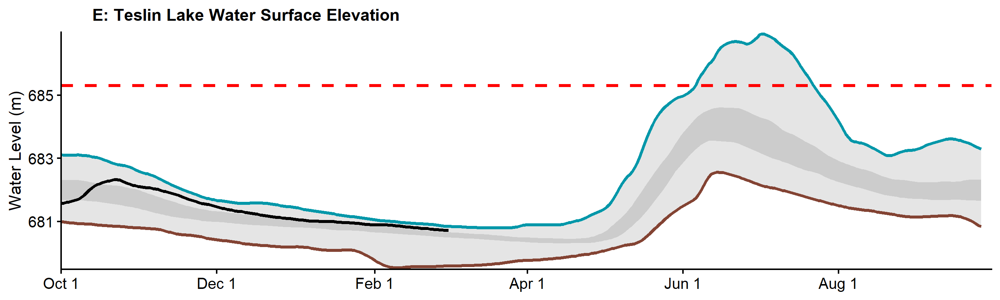 E: Teslin Lake Water Surface Elevation
Water Level (m)
685
683
681
Oct 1 Dec 1 Feb 1 Apr 1 Jun 1 Aug 1